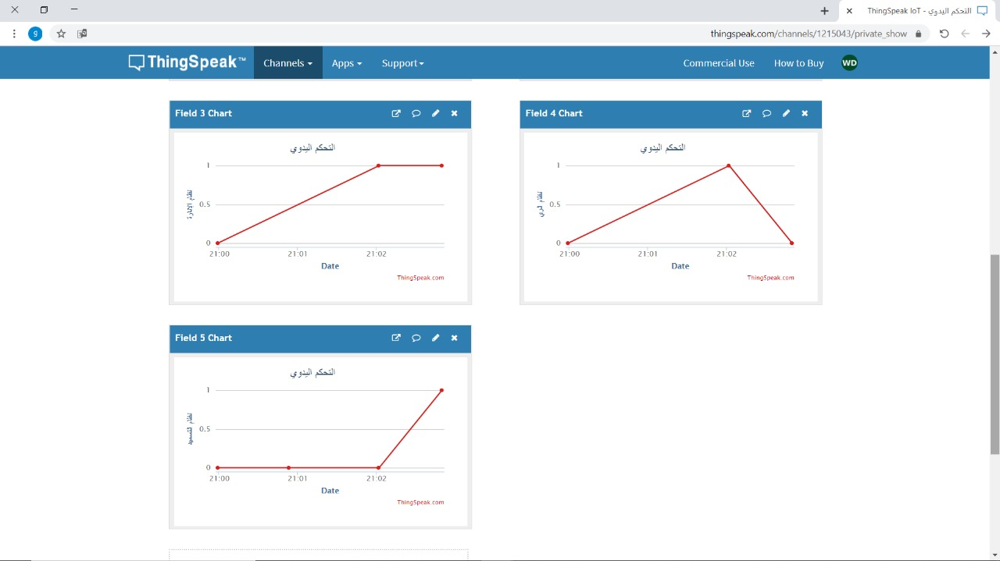 ThingSpeak IoT - التحكم اليدوي
thingspeak.com/channels/1215043/private_show
g
ThingSpeak™
Channels
Apps
Support
Commercial Use
How to Buy
WD
Field 3 Chart
التحكم اليدوي
نظام الانارة
1
0.5
0
21:00
21:01
21:02
Date
ThingSpeak.com
Field 4 Chart
التحكم اليدوي
نظام الري
1
0.5
0
21:00
21:01
21:02
Date
ThingSpeak.com
Field 5 Chart
التحكم اليدوي
نظام التسميد
1
0.5
0
21:00
21:01
21:02
Date
ThingSpeak.com